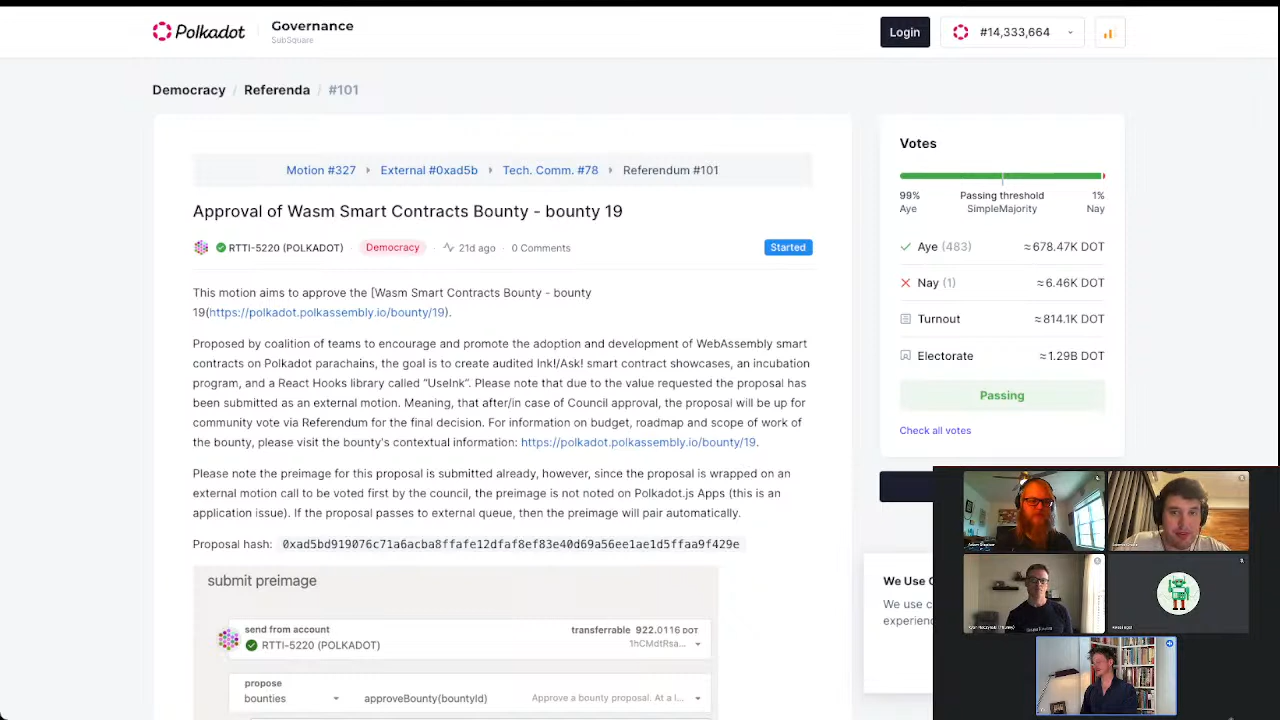 Polkadot
Governance
SubSquare
Login
#14,333,664
Democracy / Referenda / #101
Motion #327 External #0xad5b Tech. Comm. #78 Referendum #101
Approval of Wasm Smart Contracts Bounty - bounty 19
RTTI-5220 (POLKADOT) · Democracy · 21d ago · 0 Comments
Started
This motion aims to approve the [Wasm Smart Contracts Bounty - bounty
19(https://polkadot.polkassembly.io/bounty/19).
Proposed by coalition of teams to encourage and promote the adoption and development of WebAssembly smart
contracts on Polkadot parachains, the goal is to create audited Ink!/Ask! smart contract showcases, an incubation
program, and a React Hooks library called “UseInk”. Please note that due to the value requested the proposal has
been submitted as an external motion. Meaning, that after/in case of Council approval, the proposal will be up for
community vote via Referendum for the final decision. For information on budget, roadmap and scope of work of
the bounty, please visit the bounty's contextual information: https://polkadot.polkassembly.io/bounty/19.
Please note the preimage for this proposal is submitted already, however, since the proposal is wrapped on an
external motion call to be voted first by the council, the preimage is not noted on Polkadot.js Apps (this is an
application issue). If the proposal passes to external queue, then the preimage will pair automatically.
Proposal hash: 0xad5bd919076c71a6acba8ffafe12dfaf8ef83e40d69a56ee1ae1d5ffaa9f429e
submit preimage
send from account
transferrable 922.0116 DOT
RTTI-5220 (POLKADOT)
1hCMdtRsa...
propose
bounties
approveBounty(bountyId)
Approve a bounty proposal. At a l...
Votes
99% Passing threshold 1%
Aye SimpleMajority Nay
Aye (483) ≈678.47K DOT
Nay (1) ≈6.46K DOT
Turnout ≈814.1K DOT
Electorate ≈1.29B DOT
Passing
Check all votes
We Use
We use c
experienc